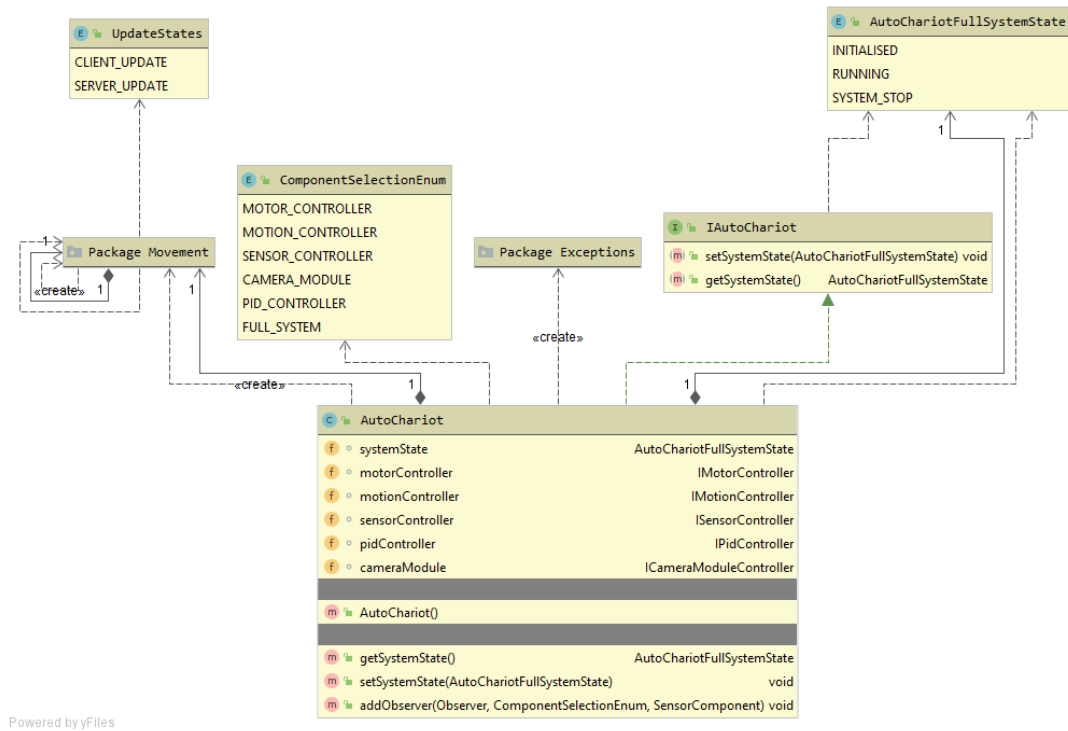 E UpdateStates
CLIENT_UPDATE
SERVER_UPDATE
E AutoChariotFullSystemState
INITIALISED
RUNNING
SYSTEM_STOP
1
E ComponentSelectionEnum
MOTOR_CONTROLLER
MOTION_CONTROLLER
SENSOR_CONTROLLER
CAMERA_MODULE
PID_CONTROLLER
FULL_SYSTEM
1
Package Movement
«create»
1
1
Package Exceptions
«create»
I IAutoChariot
m setSystemState(AutoChariotFullSystemState) void
m getSystemState() AutoChariotFullSystemState
«create»
1
1
C AutoChariot
f systemState AutoChariotFullSystemState
f motorController IMotorController
f motionController IMotionController
f sensorController ISensorController
f pidController IPidController
f cameraModule ICameraModuleController
m AutoChariot()
m getSystemState() AutoChariotFullSystemState
m setSystemState(AutoChariotFullSystemState) void
m addObserver(Observer, ComponentSelectionEnum, SensorComponent) void
Powered by yFiles